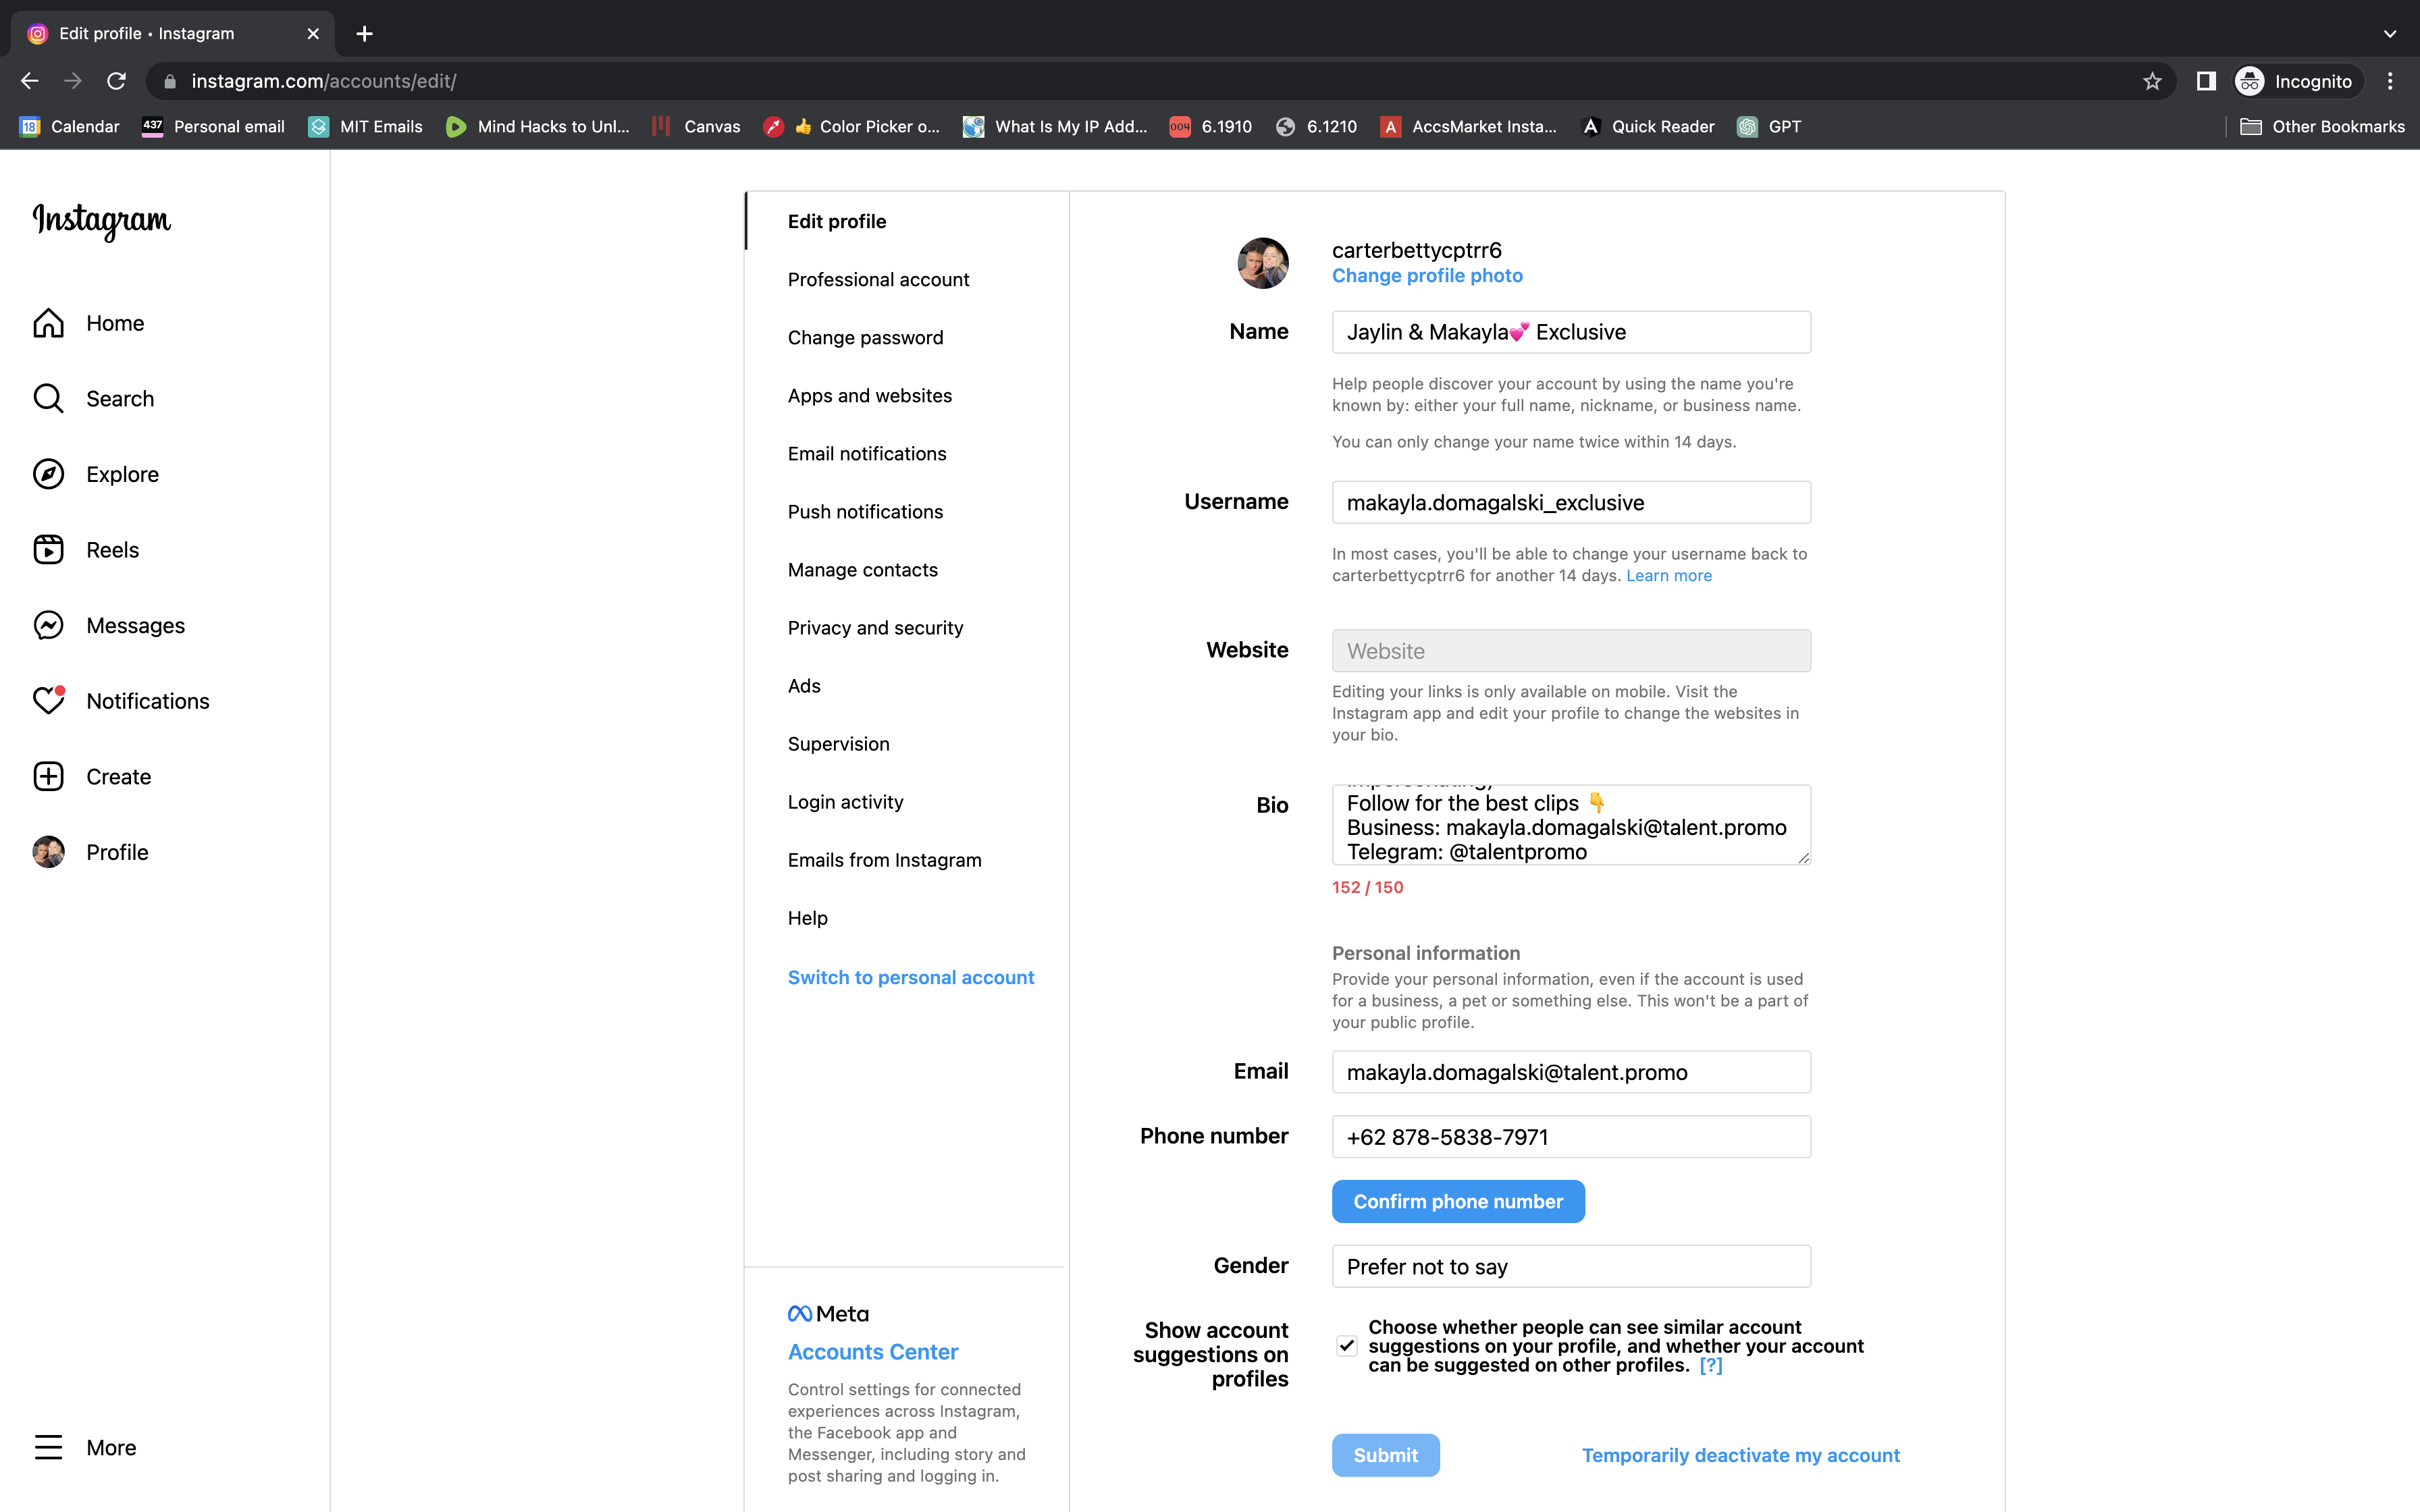 Edit profile • Instagram
instagram.com/accounts/edit/
Incognito
18 Calendar
437 Personal email
MIT Emails
Mind Hacks to Unl...
Canvas
👍 Color Picker o...
What Is My IP Add...
004 6.1910
6.1210
A AccsMarket Insta...
A Quick Reader
GPT
Other Bookmarks
Instagram
Home
Search
Explore
Reels
Messages
Notifications
Create
Profile
More
Edit profile
Professional account
Change password
Apps and websites
Email notifications
Push notifications
Manage contacts
Privacy and security
Ads
Supervision
Login activity
Emails from Instagram
Help
Switch to personal account
Meta
Accounts Center
Control settings for connected
experiences across Instagram,
the Facebook app and
Messenger, including story and
post sharing and logging in.
carterbettycptrr6
Change profile photo
Name
Jaylin & Makayla💕 Exclusive
Help people discover your account by using the name you're
known by: either your full name, nickname, or business name.
You can only change your name twice within 14 days.
Username
makayla.domagalski_exclusive
In most cases, you'll be able to change your username back to
carterbettycptrr6 for another 14 days. Learn more
Website
Website
Editing your links is only available on mobile. Visit the
Instagram app and edit your profile to change the websites in
your bio.
Bio
Follow for the best clips 👇
Business: makayla.domagalski@talent.promo
Telegram: @talentpromo
152 / 150
Personal information
Provide your personal information, even if the account is used
for a business, a pet or something else. This won't be a part of
your public profile.
Email
makayla.domagalski@talent.promo
Phone number
+62 878-5838-7971
Confirm phone number
Gender
Prefer not to say
Show account
suggestions on
profiles
Choose whether people can see similar account
suggestions on your profile, and whether your account
can be suggested on other profiles. [?]
Submit
Temporarily deactivate my account